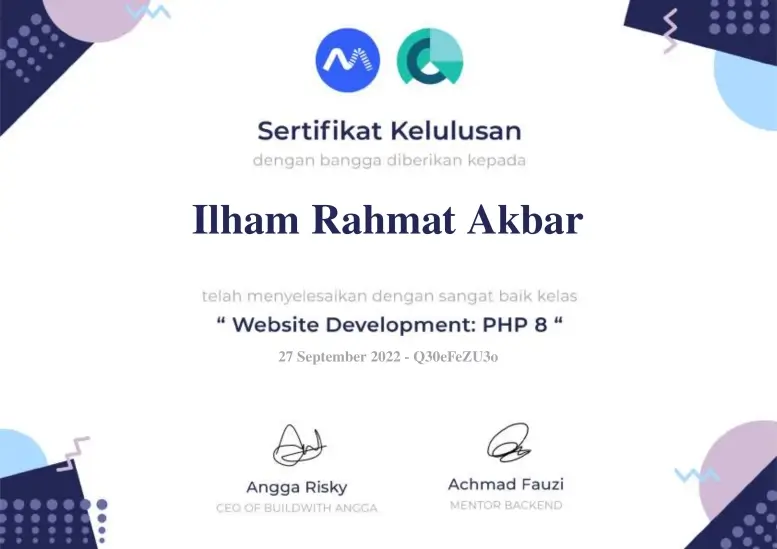 Sertifikat Kelulusan
dengan bangga diberikan kepada
Ilham Rahmat Akbar
telah menyelesaikan dengan sangat baik kelas
“ Website Development: PHP 8 “
27 September 2022 - Q30eFeZU3o
Angga Risky
CEO OF BUILDWITH ANGGA
Achmad Fauzi
MENTOR BACKEND